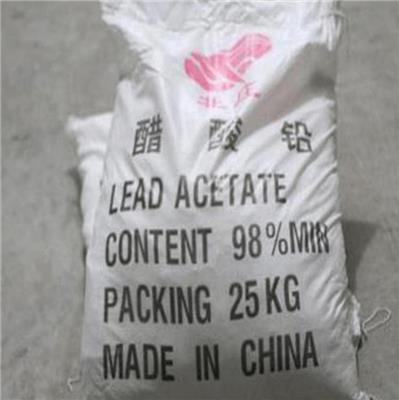 醋酸铅
LEAD ACETATE
CONTENT 98%MIN
PACKING 25KG
MADE IN CHINA